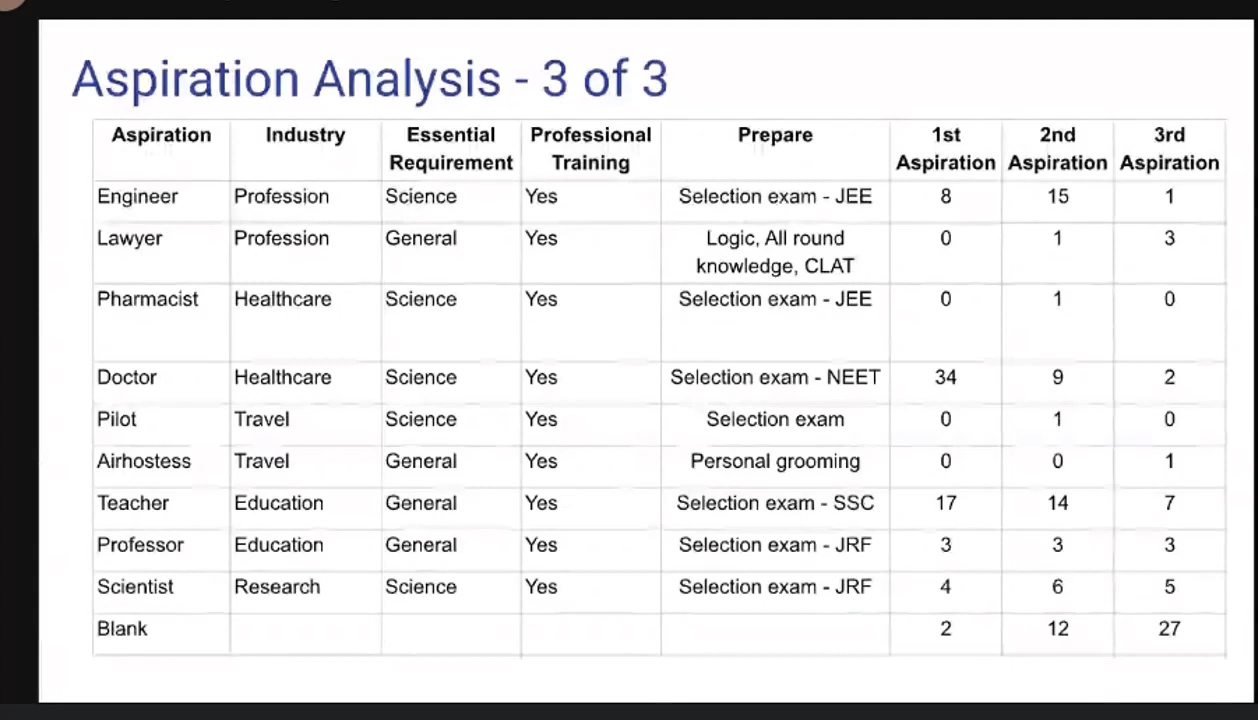 Aspiration Analysis - 3 of 3
Aspiration Industry Essential Requirement Professional Training Prepare 1st Aspiration 2nd Aspiration 3rd Aspiration
Engineer Profession Science Yes Selection exam - JEE 8 15 1
Lawyer Profession General Yes Logic, All round knowledge, CLAT 0 1 3
Pharmacist Healthcare Science Yes Selection exam - JEE 0 1 0
Doctor Healthcare Science Yes Selection exam - NEET 34 9 2
Pilot Travel Science Yes Selection exam 0 1 0
Airhostess Travel General Yes Personal grooming 0 0 1
Teacher Education General Yes Selection exam - SSC 17 14 7
Professor Education General Yes Selection exam - JRF 3 3 3
Scientist Research Science Yes Selection exam - JRF 4 6 5
Blank 2 12 27